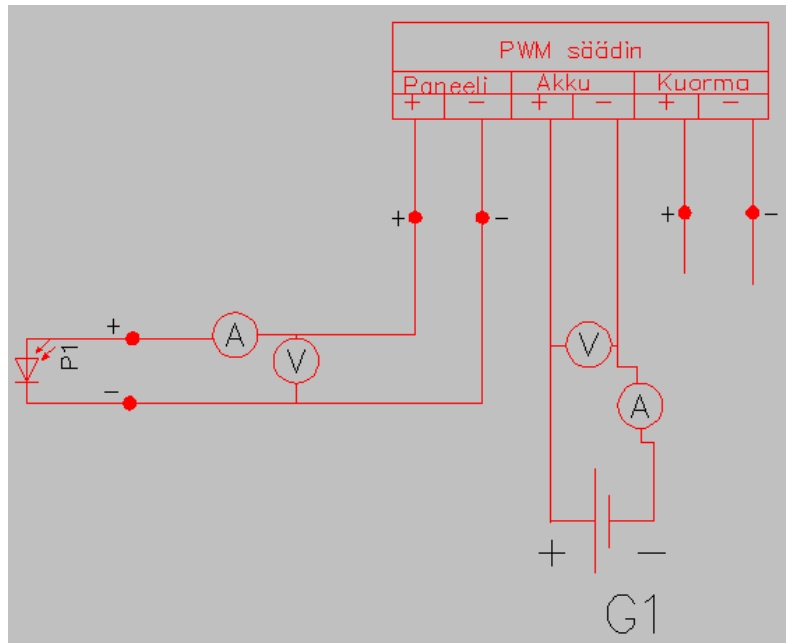 PWM säädin
Paneeli Akku Kuorma
+ − + − + −
+ − + −
+ A
V V
P1
− A
+ −
G1